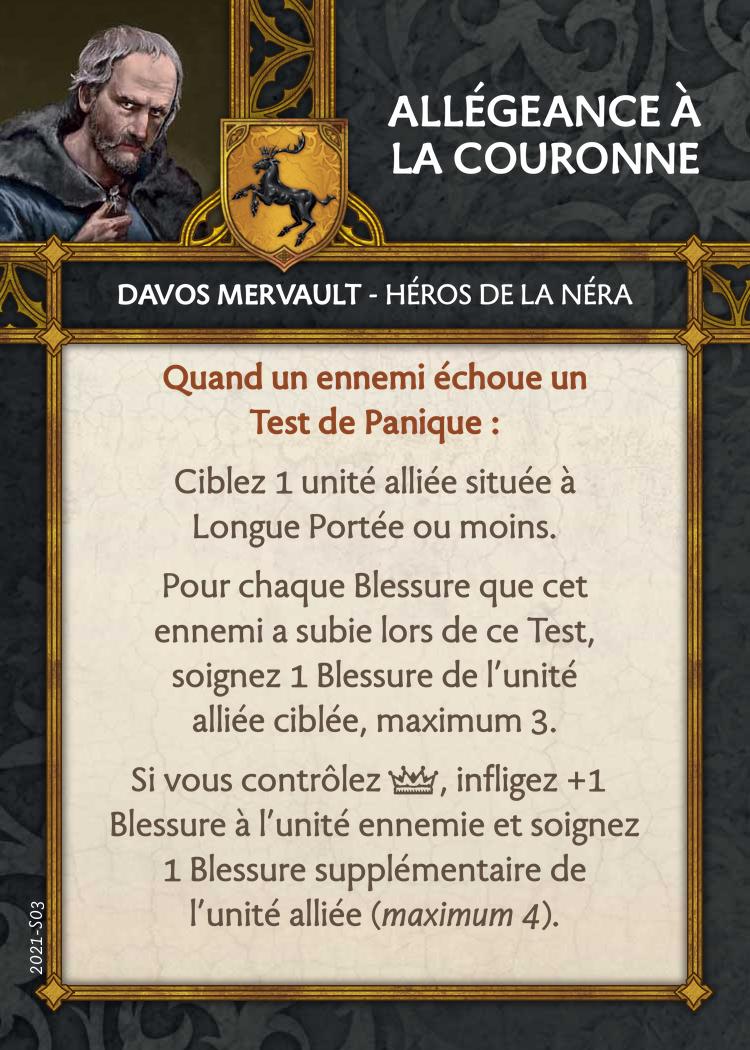 ALLÉGEANCE À
LA COURONNE
DAVOS MERVAULT - HÉROS DE LA NÉRA
Quand un ennemi échoue un
Test de Panique :
Ciblez 1 unité alliée située à
Longue Portée ou moins.
Pour chaque Blessure que cet
ennemi a subie lors de ce Test,
soignez 1 Blessure de l'unité
alliée ciblée, maximum 3.
Si vous contrôlez , infligez +1
Blessure à l'unité ennemie et soignez
1 Blessure supplémentaire de
l'unité alliée (maximum 4).
2021-S03